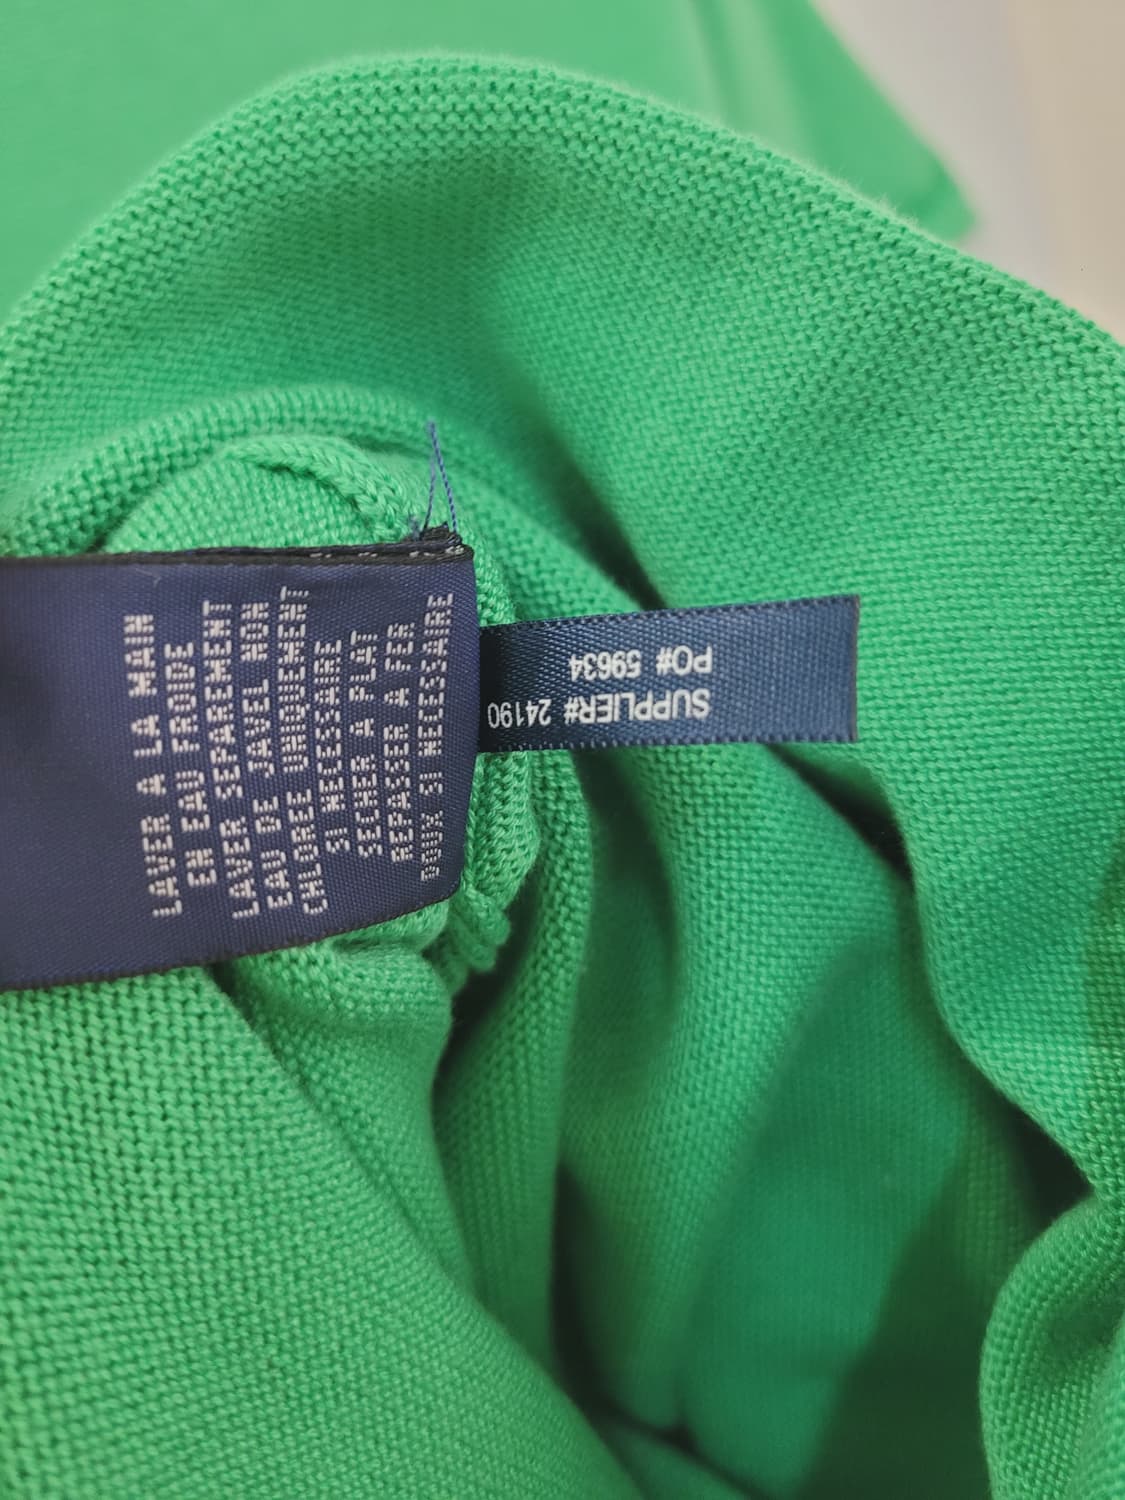 LAVER A LA MAIN
EN EAU FROIDE
LAVER SEPAREMENT
EAU DE JAVEL NON
CHLOREE UNIQUEMENT
SI NECESSAIRE
SECHER A PLAT
REPASSER A FER
DOUX SI NECESSAIRE
SUPPLIER# 24190
PO# 59634